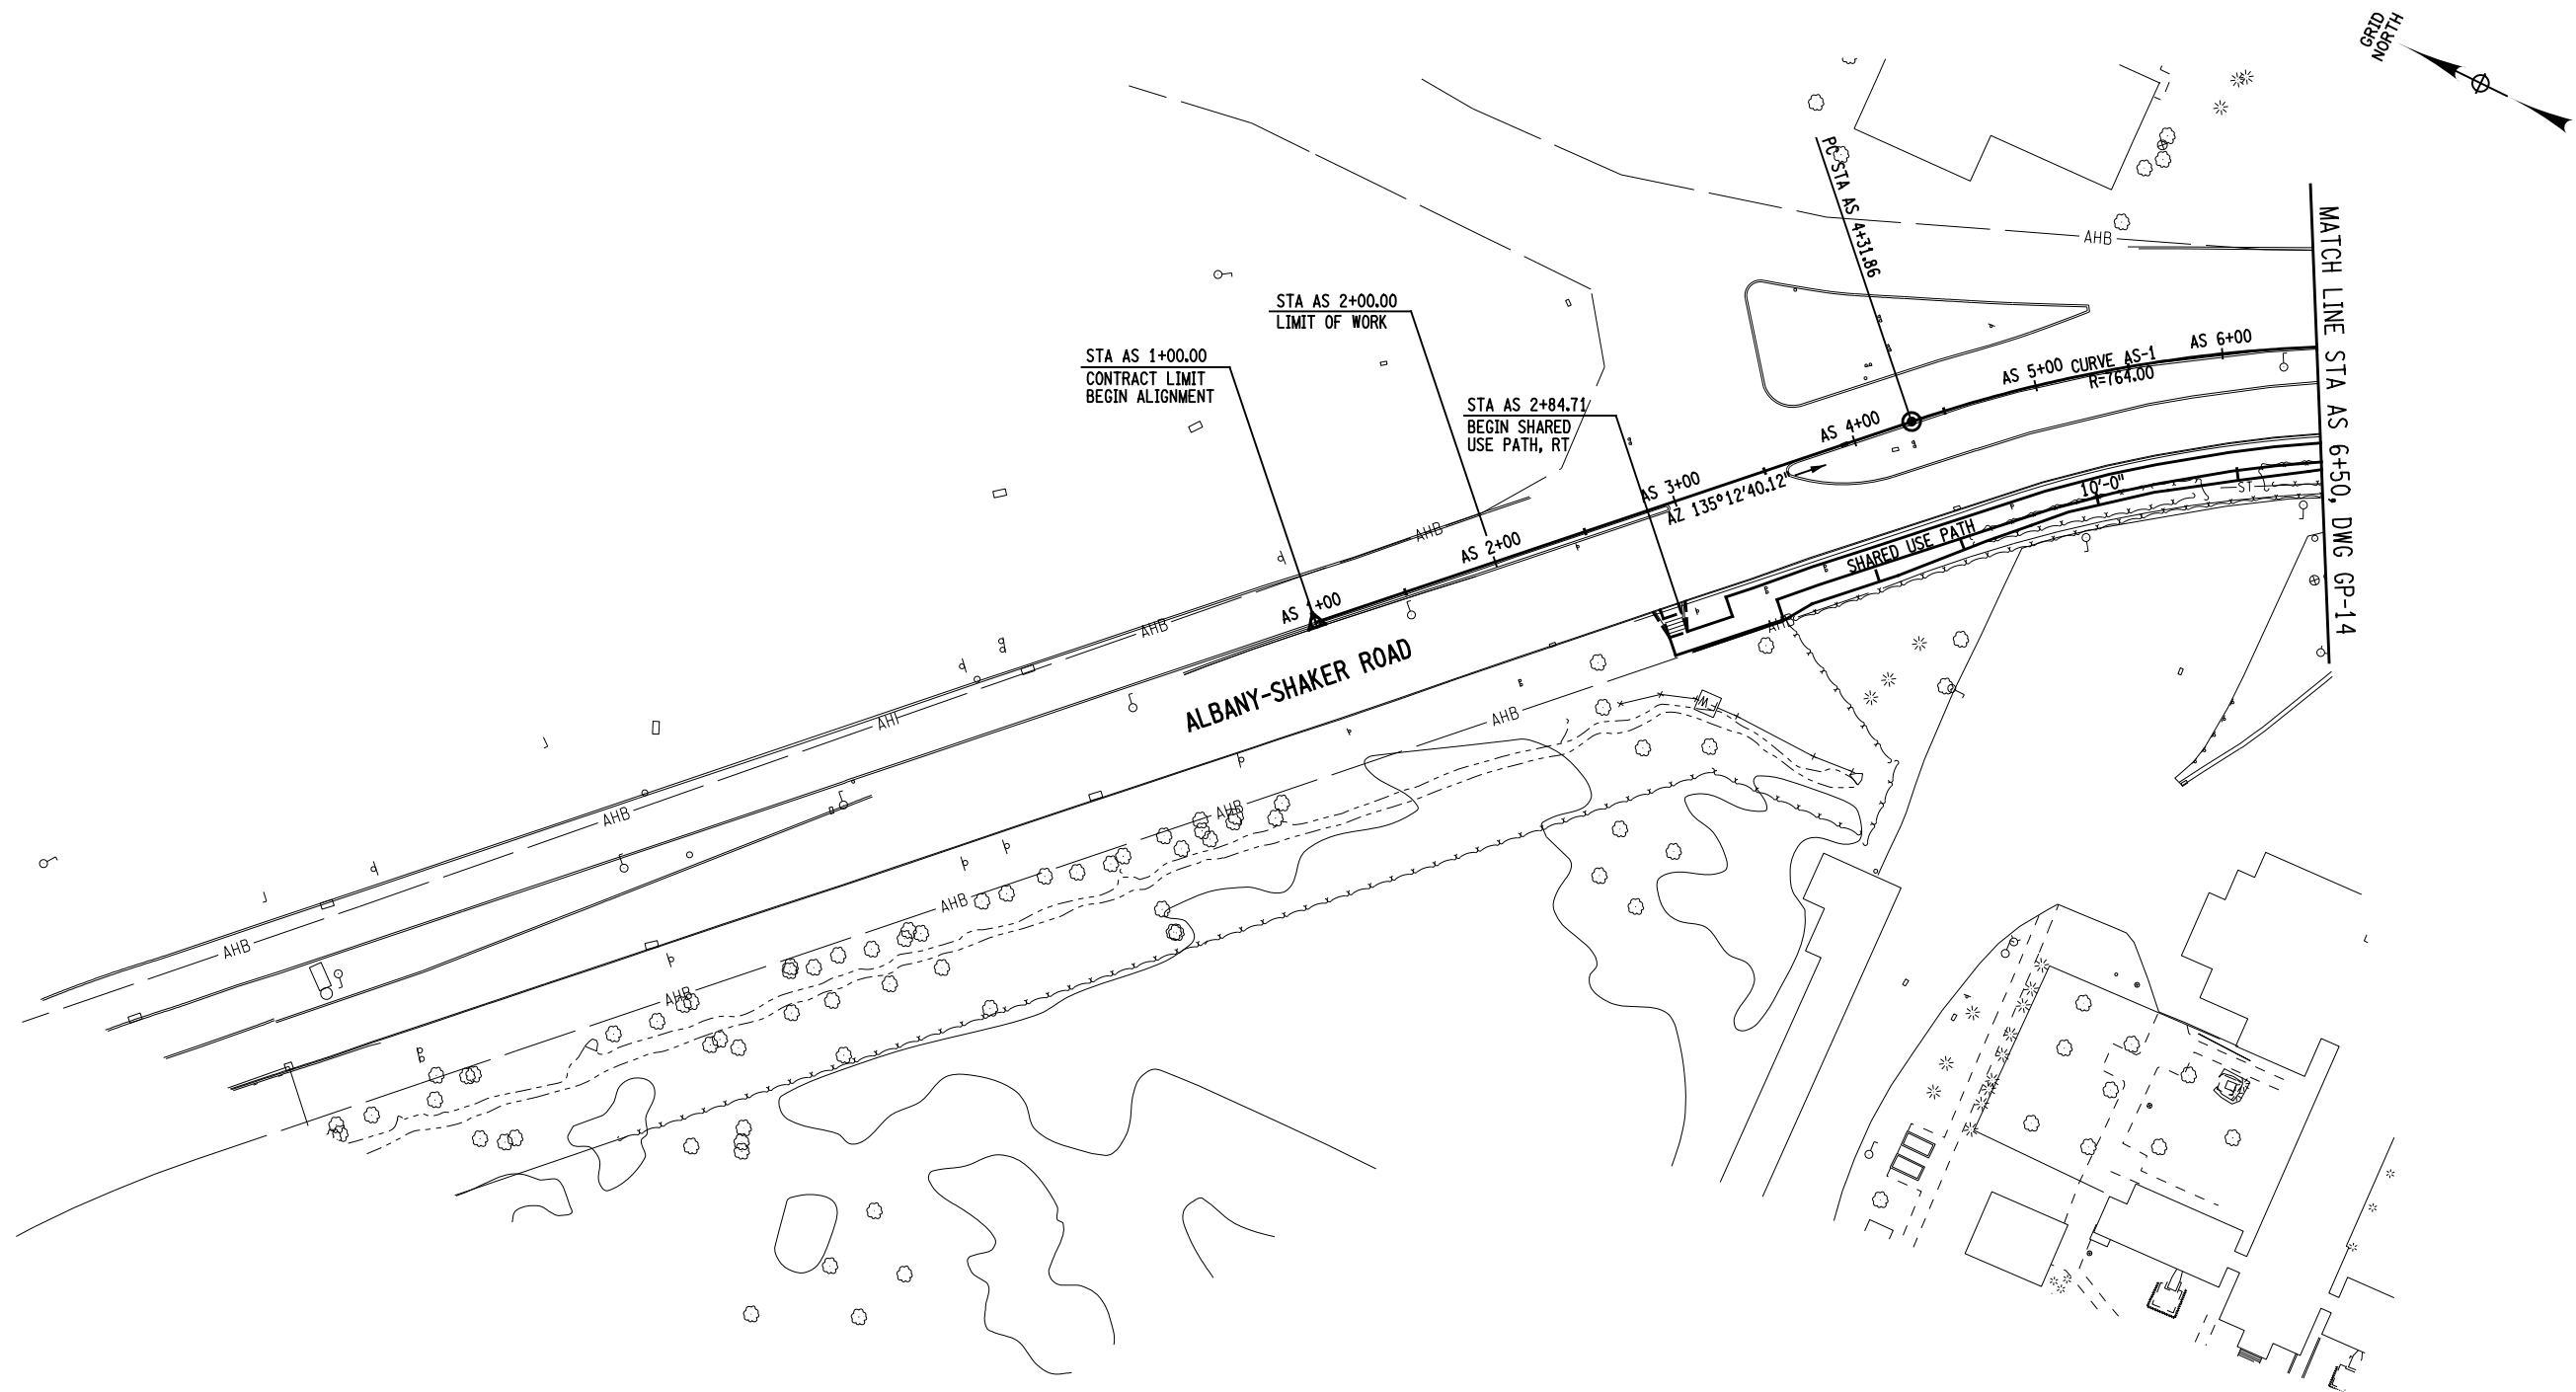 GRID
NORTH
PC STA AS 4+31.86
AHB
MATCH LINE STA AS 6+50, DWG GP-14
STA AS 2+00.00
LIMIT OF WORK
STA AS 1+00.00
CONTRACT LIMIT
BEGIN ALIGNMENT
STA AS 2+84.71
BEGIN SHARED
USE PATH, RT
AS 6+00
AS 5+00
CURVE AS-1
R=764.00
AS 4+00
AS 3+00
AZ 135°12'40.12"
10'-0"
ST
SHARED USE PATH
AHB
AS 2+00
AS 1+00
AHB
AHB
ALBANY-SHAKER ROAD
AHB
AHI
AHB
AHB
AHB
AHB
AHB